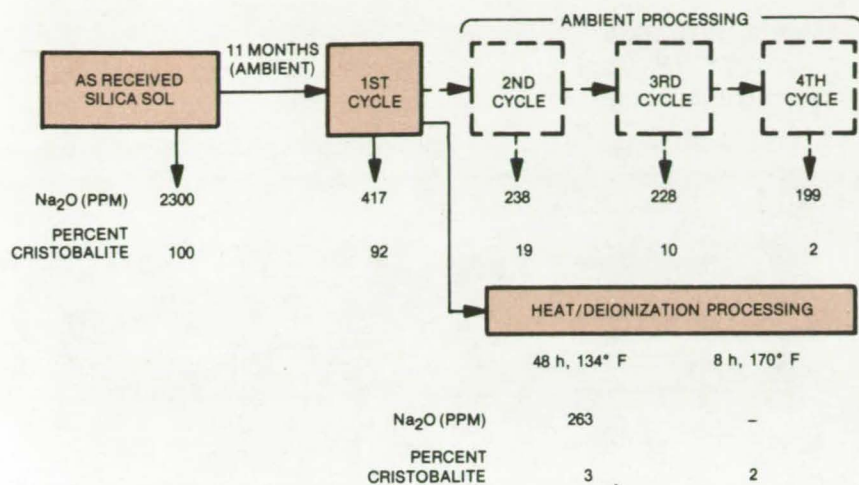 AMBIENT PROCESSING
11 MONTHS
(AMBIENT)
AS RECEIVED
SILICA SOL
1ST
CYCLE
2ND
CYCLE
3RD
CYCLE
4TH
CYCLE
Na₂O (PPM) 2300 417 238 228 199
PERCENT
CRISTOBALITE 100 92 19 10 2
HEAT/DEIONIZATION PROCESSING
48 h, 134° F 8 h, 170° F
Na₂O (PPM) 263 –
PERCENT
CRISTOBALITE 3 2